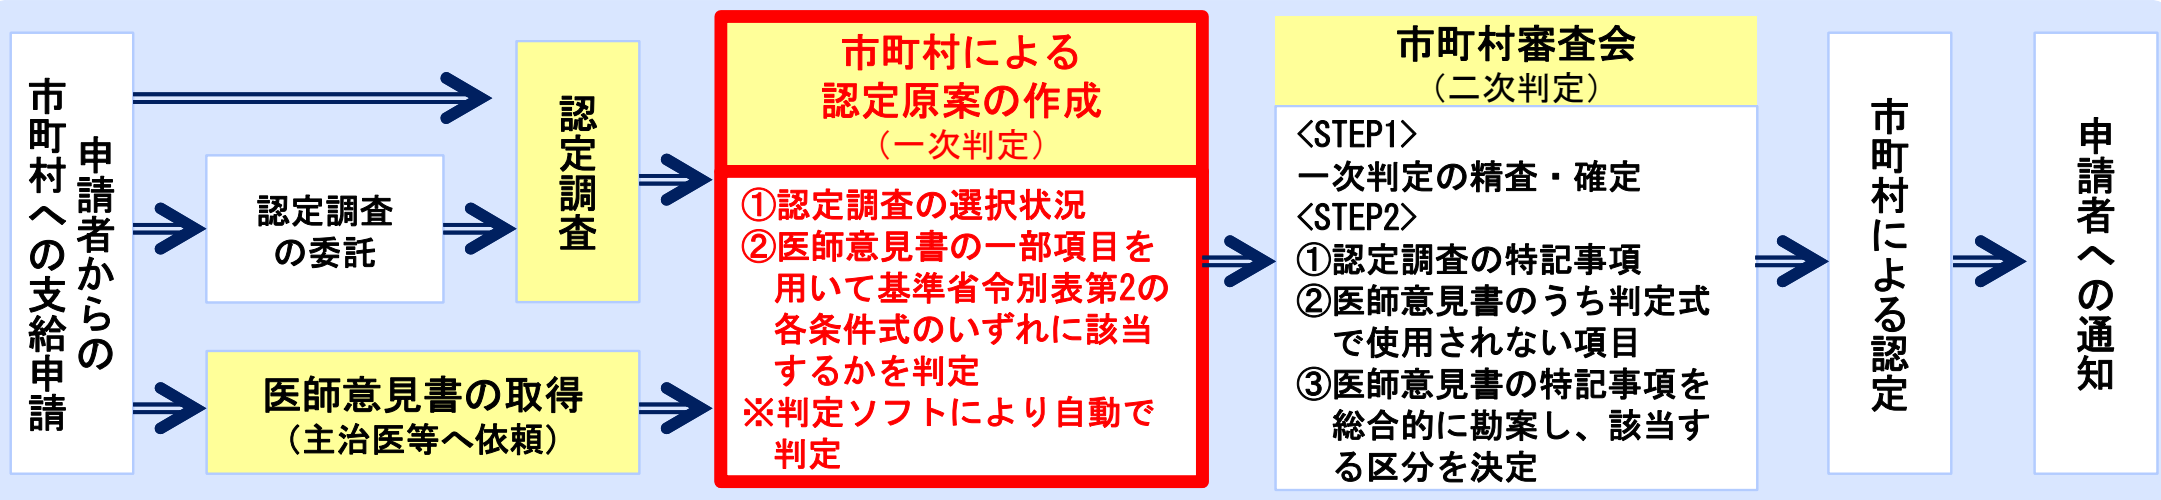 申請者からの
市町村への支給申請
認定調査
の委託
医師意見書の取得
（主治医等へ依頼）
認定調査
市町村による
認定原案の作成
（一次判定）
①認定調査の選択状況
②医師意見書の一部項目を
用いて基準省令別表第2の
各条件式のいずれに該当
するかを判定
※判定ソフトにより自動で
判定
市町村審査会
（二次判定）
<STEP1>
一次判定の精査・確定
<STEP2>
①認定調査の特記事項
②医師意見書のうち判定式
で使用されない項目
③医師意見書の特記事項を
総合的に勘案し、該当す
る区分を決定
市町村による認定
申請者への通知